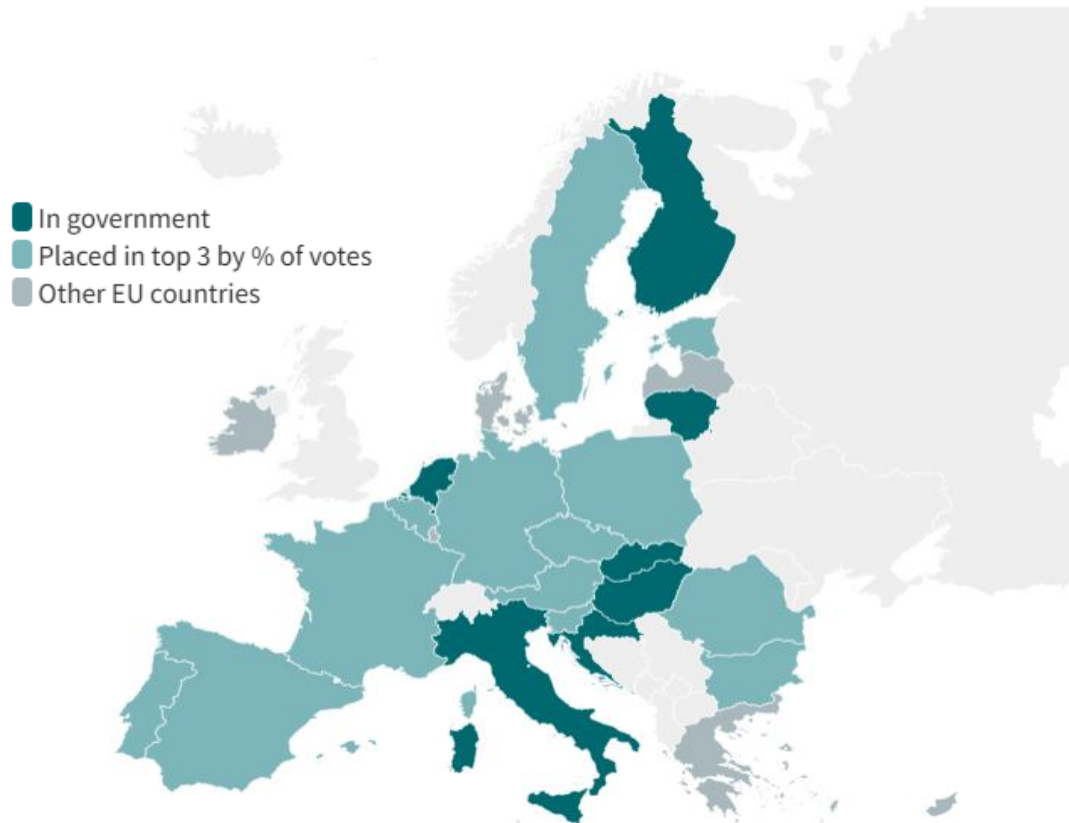 In government
Placed in top 3 by % of votes
Other EU countries